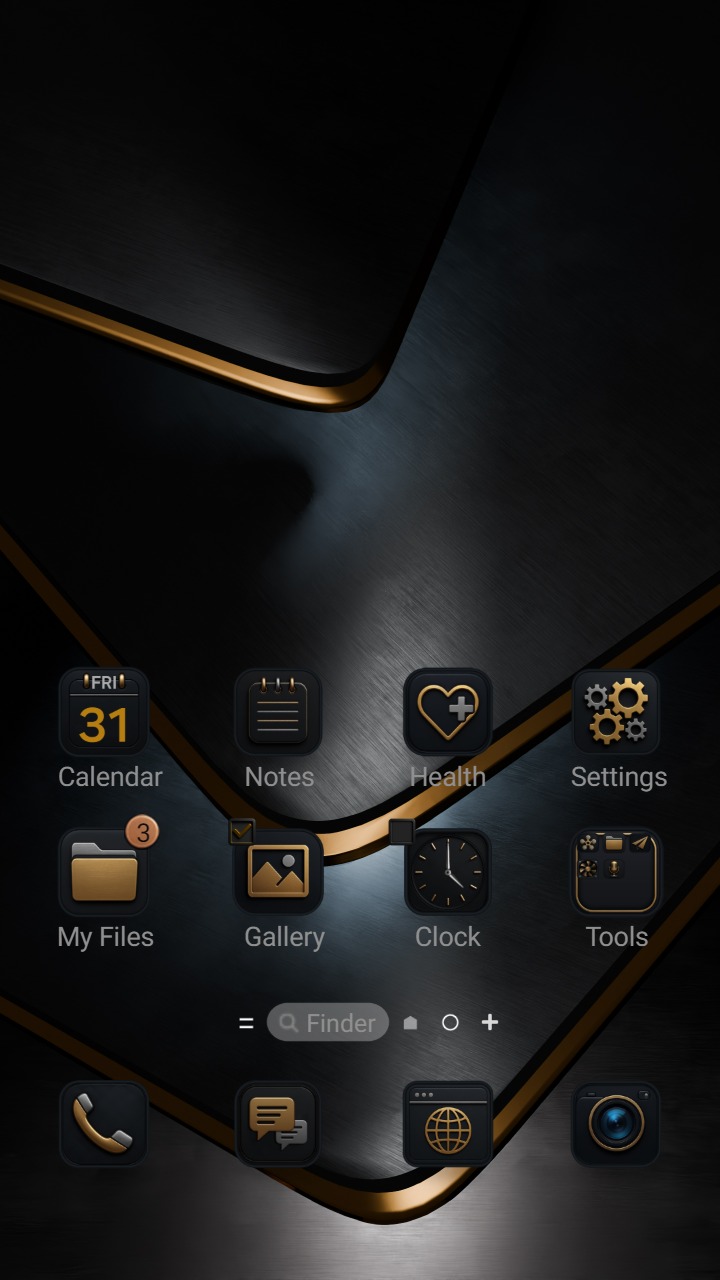 FRI
31
Calendar
Notes
Health
Settings
3
My Files
Gallery
Clock
Tools
Finder